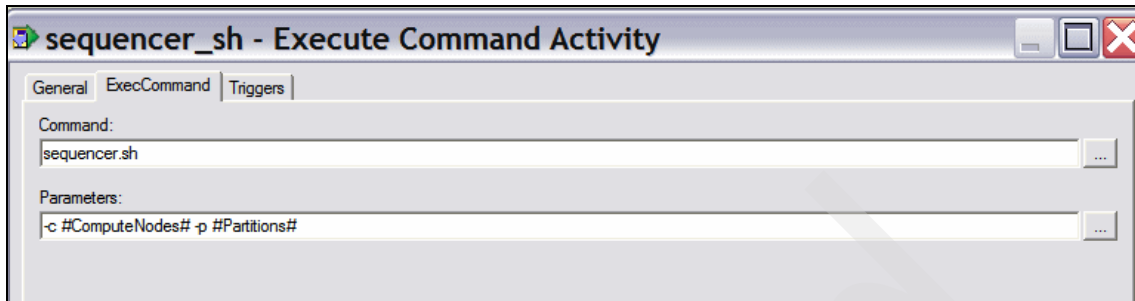 sequencer_sh - Execute Command Activity
General ExecCommand Triggers
Command:
sequencer.sh
...
Parameters:
-c #ComputeNodes# -p #Partitions#
...